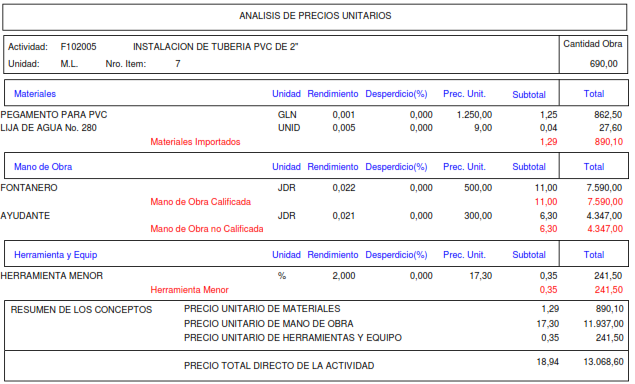 ANALISIS DE PRECIOS UNITARIOS
Actividad: F102005 INSTALACION DE TUBERIA PVC DE 2" Cantidad Obra
Unidad: M.L. Nro. Item: 7 690,00
Materiales Unidad Rendimiento Desperdicio(%) Prec. Unit. Subtotal Total
PEGAMENTO PARA PVC GLN 0,001 0,000 1.250,00 1,25 862,50
LIJA DE AGUA No. 280 UNID 0,005 0,000 9,00 0,04 27,60
Materiales Importados 1,29 890,10
Mano de Obra Unidad Rendimiento Desperdicio(%) Prec. Unit. Subtotal Total
FONTANERO JDR 0,022 0,000 500,00 11,00 7.590,00
Mano de Obra Calificada 11,00 7.590,00
AYUDANTE JDR 0,021 0,000 300,00 6,30 4.347,00
Mano de Obra no Calificada 6,30 4.347,00
Herramienta y Equip Unidad Rendimiento Desperdicio(%) Prec. Unit. Subtotal Total
HERRAMIENTA MENOR % 2,000 0,000 17,30 0,35 241,50
Herramienta Menor 0,35 241,50
RESUMEN DE LOS CONCEPTOS PRECIO UNITARIO DE MATERIALES 1,29 890,10
PRECIO UNITARIO DE MANO DE OBRA 17,30 11.937,00
PRECIO UNITARIO DE HERRAMIENTAS Y EQUIPO 0,35 241,50
PRECIO TOTAL DIRECTO DE LA ACTIVIDAD 18,94 13.068,60